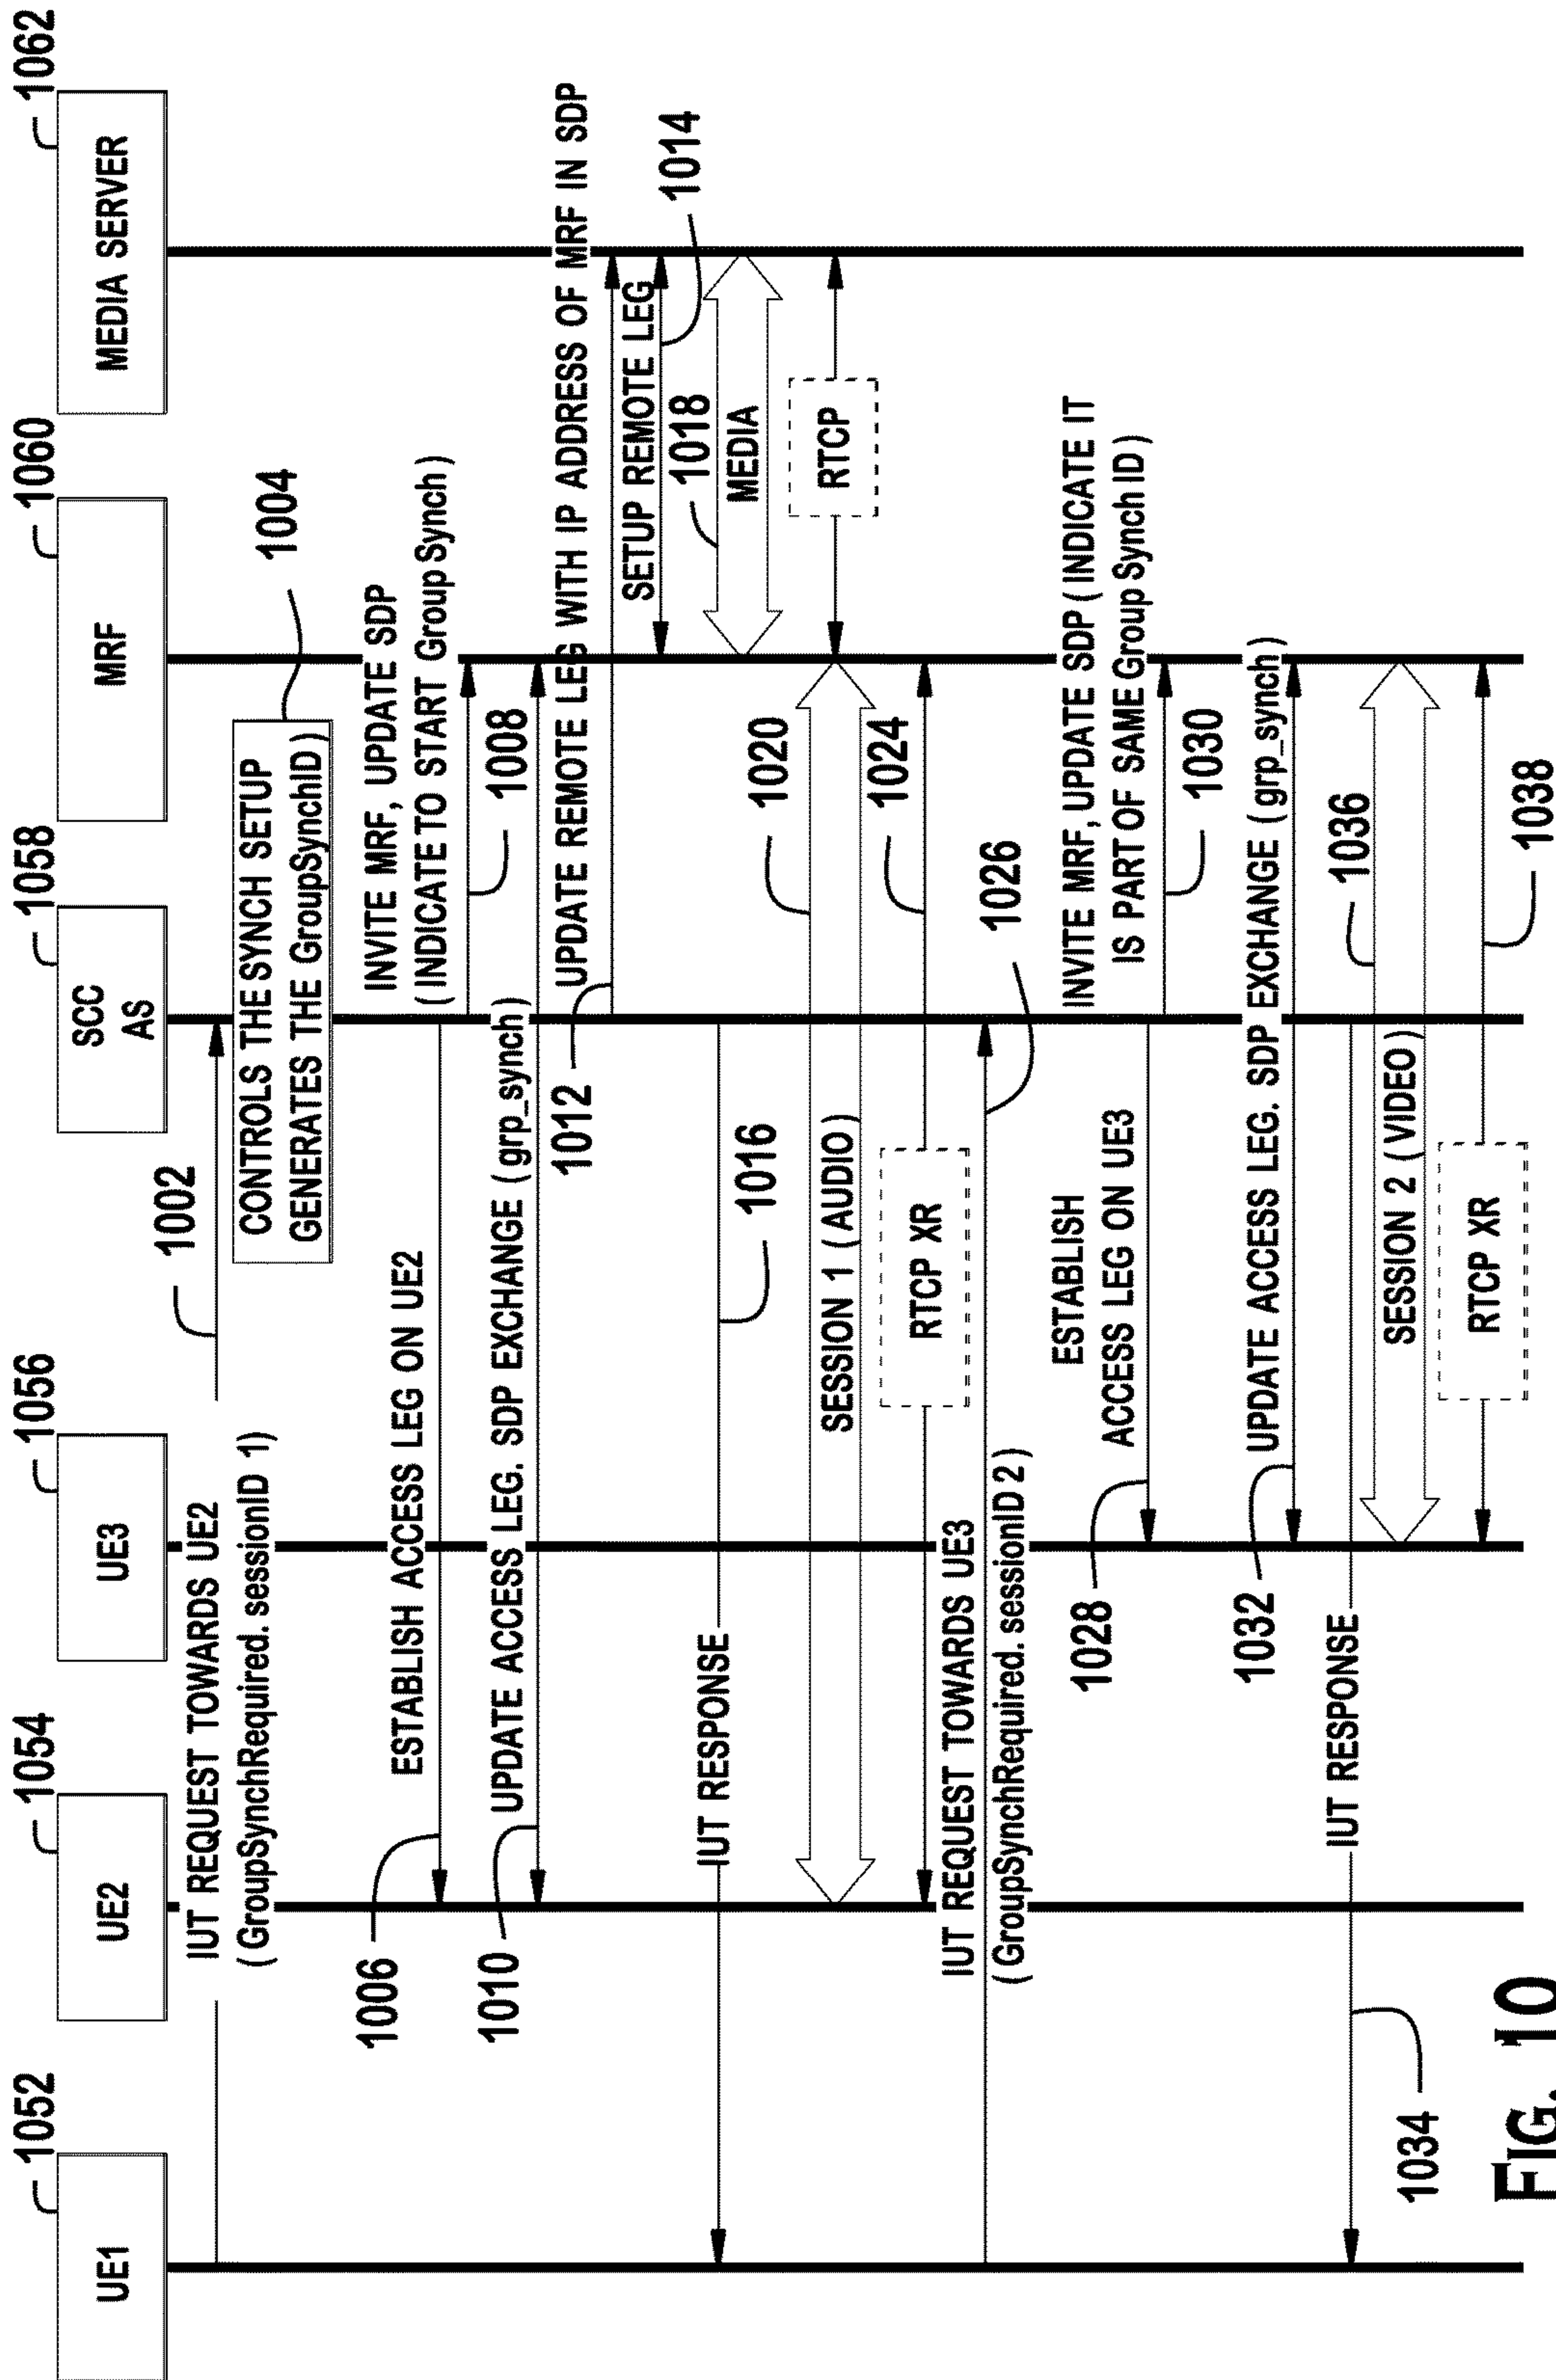 1052
1054
1056
1058
1060
1062
UE1
UE2
UE3
SCC
AS
MRF
MEDIA SERVER
IUT REQUEST TOWARDS UE2
(GroupSynchRequired. sessionID 1)
1002
CONTROLS THE SYNCH SETUP
GENERATES THE GroupSynchID)
1004
INVITE MRF, UPDATE SDP
(INDICATE TO START Group Synch)
ESTABLISH ACCESS LEG ON UE2
1006
1008
UPDATE ACCESS LEG. SDP EXCHANGE (grp_synch)
1010
UPDATE REMOTE LEG WITH IP ADDRESS OF MRF IN SDP
1012
SETUP REMOTE LEG
1014
IUT RESPONSE
1016
1018
MEDIA
RTCP
SESSION 1 (AUDIO)
1020
RTCP XR
1024
IUT REQUEST TOWARDS UE3
(GroupSynchRequired. sessionID 2)
1026
INVITE MRF, UPDATE SDP (INDICATE IT
IS PART OF SAME Group Synch ID)
ESTABLISH
ACCESS LEG ON UE3
1028
1030
UPDATE ACCESS LEG. SDP EXCHANGE (grp_synch)
1032
IUT RESPONSE
1034
SESSION 2 (VIDEO)
1036
RTCP XR
1038
FIG. 10